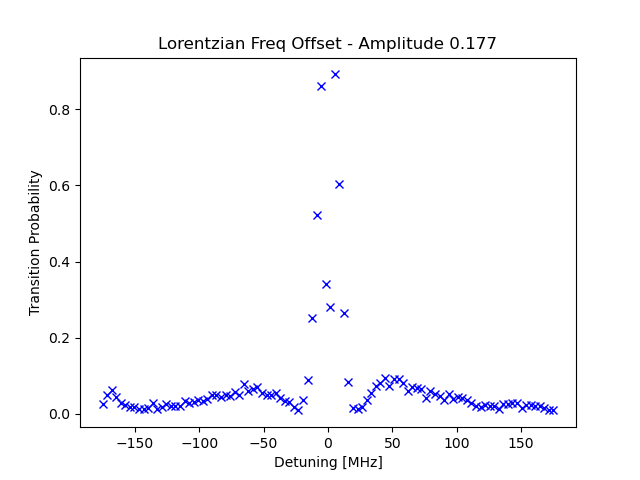 Lorentzian Freq Offset - Amplitude 0.177
Transition Probability
0.8
0.6
0.4
0.2
0.0
−150 −100 −50 0 50 100 150
Detuning [MHz]